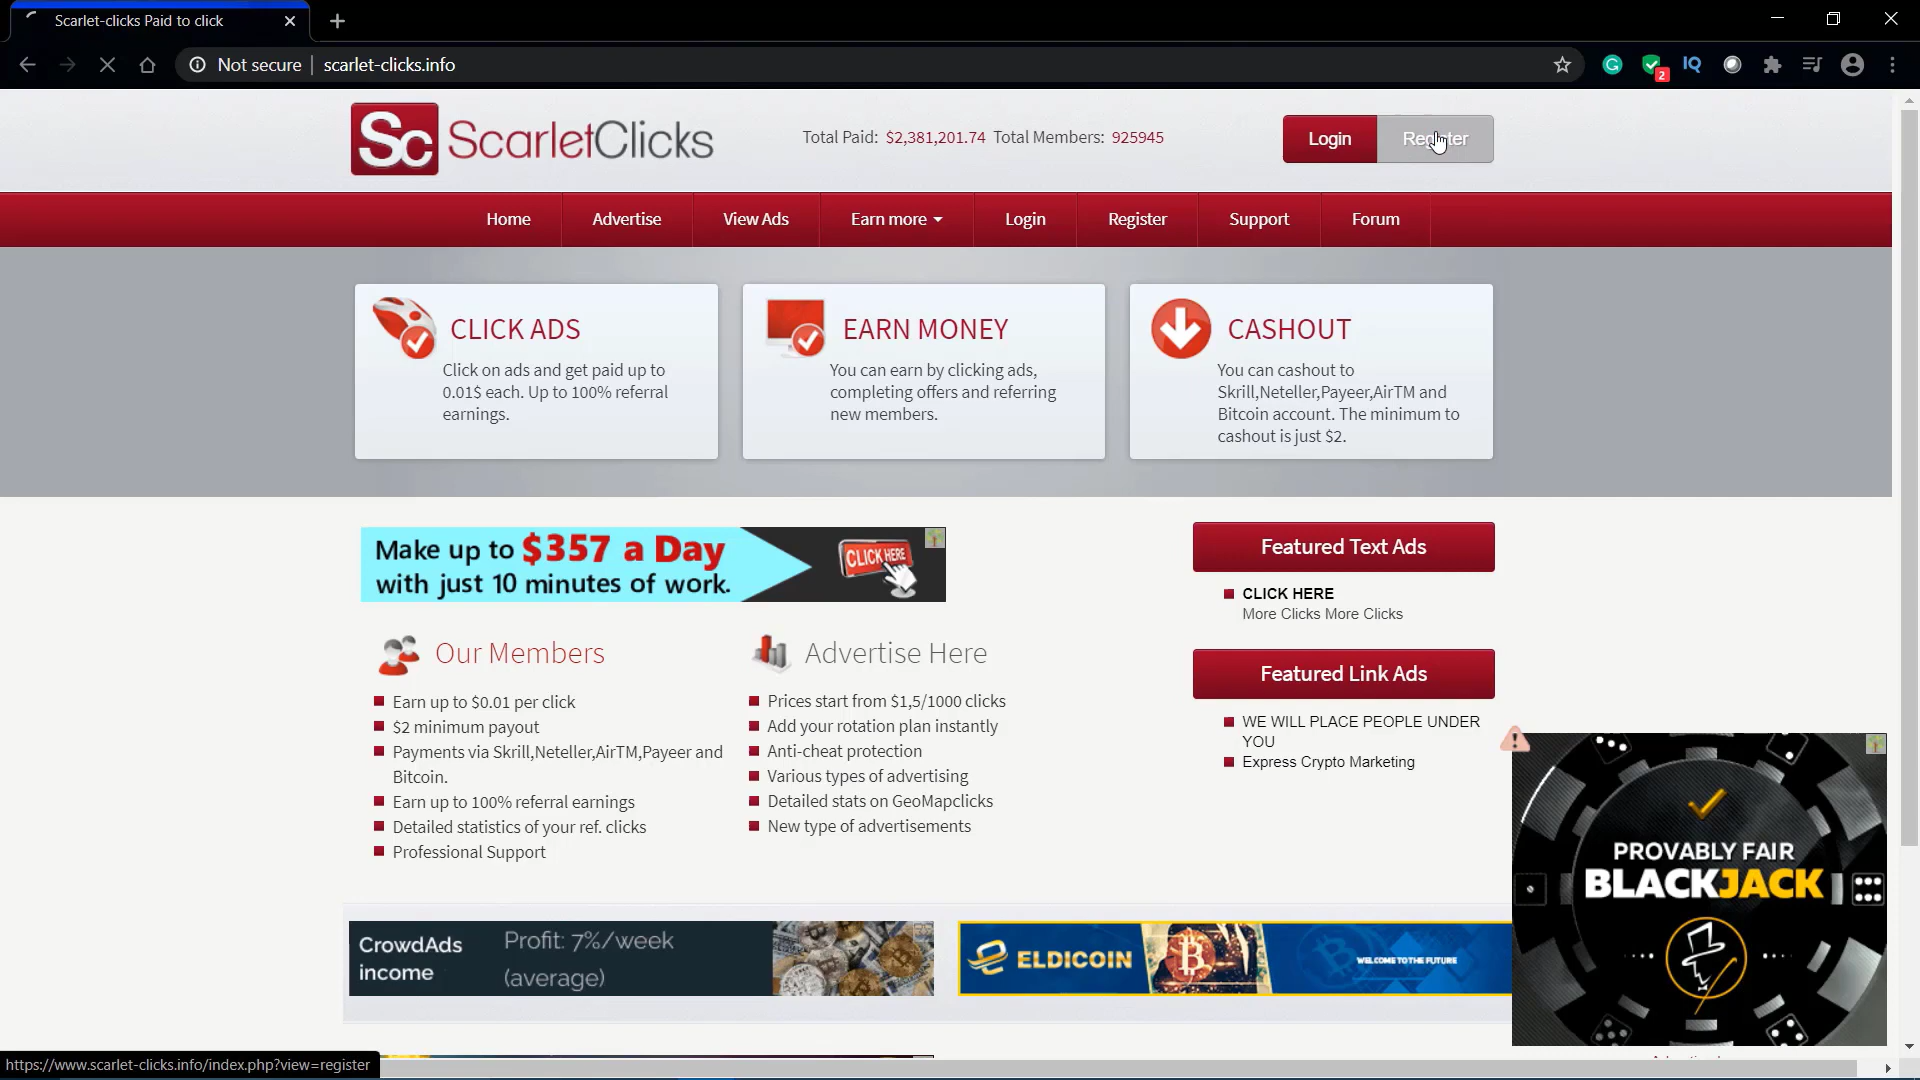 Scarlet-clicks Paid to click
Not secure | scarlet-clicks.info
2
IQ
Sc ScarletClicks
Total Paid: $2,381,201.74 Total Members: 925945
Login
Register
Home
Advertise
View Ads
Earn more
Login
Register
Support
Forum
CLICK ADS
Click on ads and get paid up to
0.01$ each. Up to 100% referral
earnings.
EARN MONEY
You can earn by clicking ads,
completing offers and referring
new members.
CASHOUT
You can cashout to
Skrill,Neteller,Payeer,AirTM and
Bitcoin account. The minimum to
cashout is just $2.
Make up to $357 a Day
with just 10 minutes of work.
CLICK HERE
Our Members
Earn up to $0.01 per click
$2 minimum payout
Payments via Skrill,Neteller,AirTM,Payeer and
Bitcoin.
Earn up to 100% referral earnings
Detailed statistics of your ref. clicks
Professional Support
Advertise Here
Prices start from $1,5/1000 clicks
Add your rotation plan instantly
Anti-cheat protection
Various types of advertising
Detailed stats on GeoMapclicks
New type of advertisements
Featured Text Ads
CLICK HERE
More Clicks More Clicks
Featured Link Ads
WE WILL PLACE PEOPLE UNDER
YOU
Express Crypto Marketing
PROVABLY FAIR
BLACKJACK
CrowdAds
income
Profit: 7%/week
(average)
ELDICOIN
WELCOME TO THE FUTURE
https://www.scarlet-clicks.info/index.php?view=register